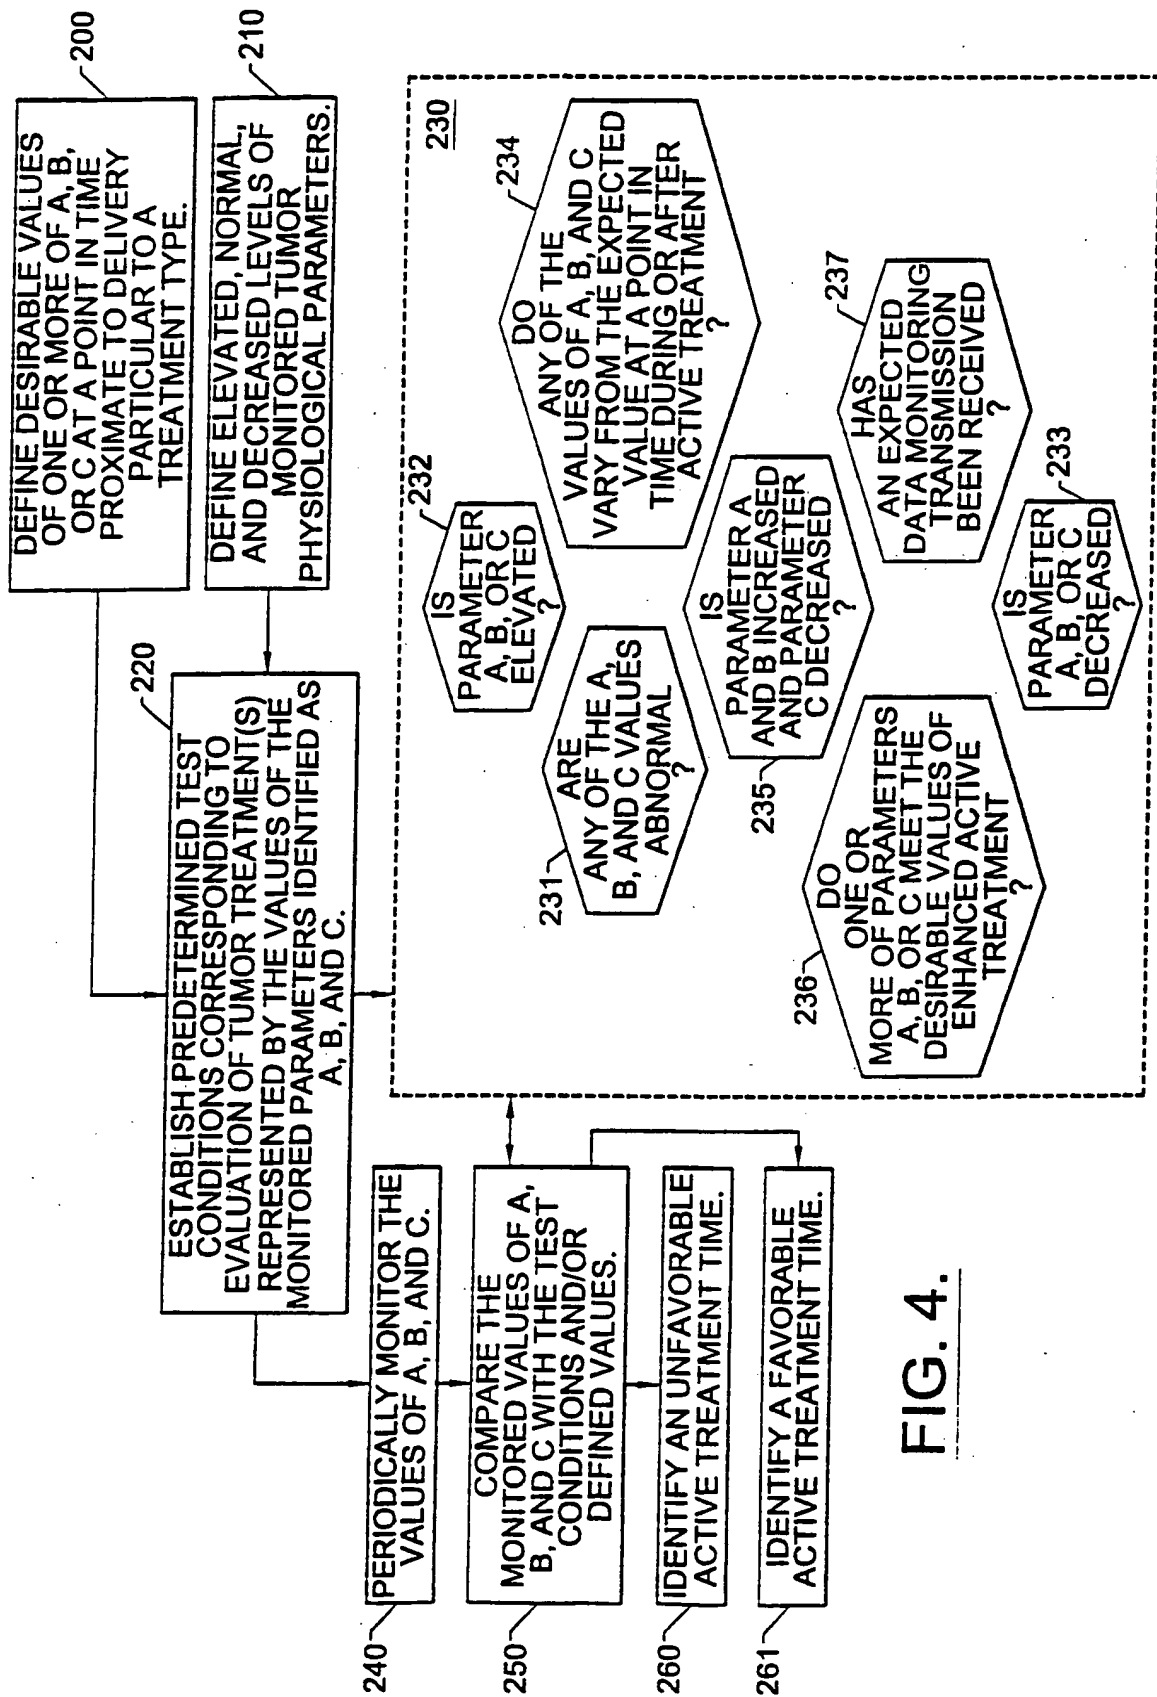 DEFINE DESIRABLE VALUES
OF ONE OR MORE OF A, B,
OR C AT A POINT IN TIME
PROXIMATE TO DELIVERY
PARTICULAR TO A
TREATMENT TYPE.
200
DEFINE ELEVATED, NORMAL,
AND DECREASED LEVELS OF
MONITORED TUMOR
PHYSIOLOGICAL PARAMETERS.
210
220
ESTABLISH PREDETERMINED TEST
CONDITIONS CORRESPONDING TO
EVALUATION OF TUMOR TREATMENT(S)
REPRESENTED BY THE VALUES OF THE
MONITORED PARAMETERS IDENTIFIED AS
A, B, AND C.
230
IS
PARAMETER
A, B, OR C
ELEVATED
?
232
DO
ANY OF THE
VALUES OF A, B, AND C
VARY FROM THE EXPECTED
VALUE AT A POINT IN
TIME DURING OR AFTER
ACTIVE TREATMENT
?
234
ARE
ANY OF THE A,
B, AND C VALUES
ABNORMAL
?
231
IS
PARAMETER A
AND B INCREASED
AND PARAMETER
C DECREASED
?
235
HAS
AN EXPECTED
DATA MONITORING
TRANSMISSION
BEEN RECEIVED
?
237
DO
ONE OR
MORE OF PARAMETERS
A, B, OR C MEET THE
DESIRABLE VALUES OF
ENHANCED ACTIVE
TREATMENT
?
236
IS
PARAMETER
A, B, OR C
DECREASED
?
233
240
PERIODICALLY MONITOR THE
VALUES OF A, B, AND C.
250
COMPARE THE
MONITORED VALUES OF A,
B, AND C WITH THE TEST
CONDITIONS AND/OR
DEFINED VALUES.
260
IDENTIFY AN UNFAVORABLE
ACTIVE TREATMENT TIME.
261
IDENTIFY A FAVORABLE
ACTIVE TREATMENT TIME.
FIG. 4.